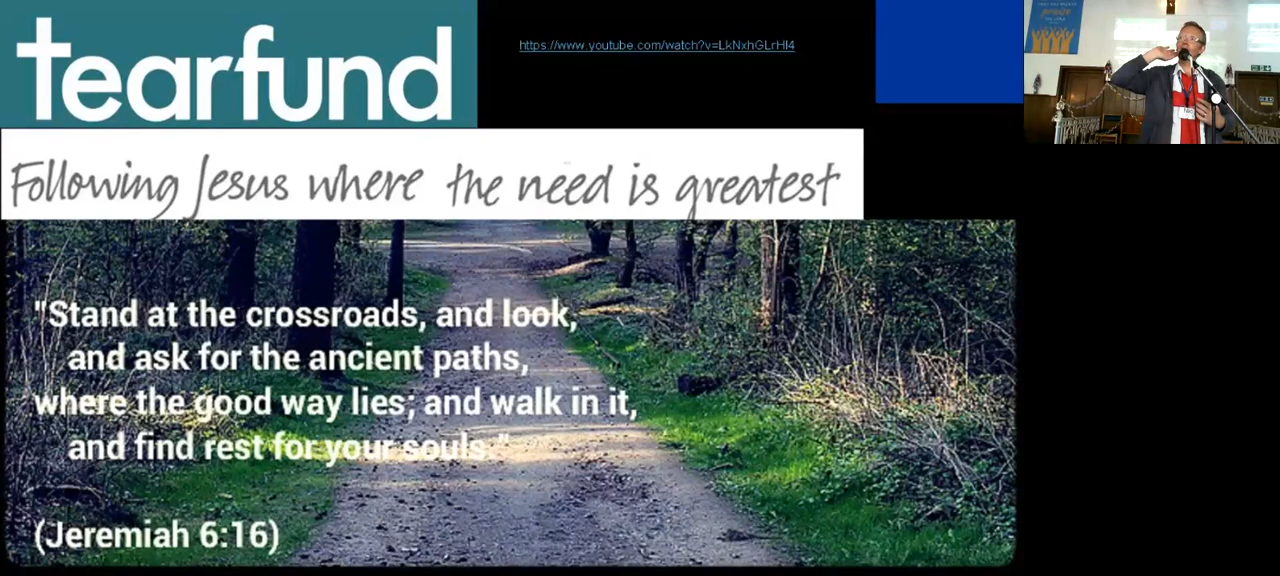 tearfund
https://www.youtube.com/watch?v=LkNxhGLrHI4
Following Jesus where the need is greatest
"Stand at the crossroads, and look,
and ask for the ancient paths,
where the good way lies; and walk in it,
and find rest for your souls."
(Jeremiah 6:16)